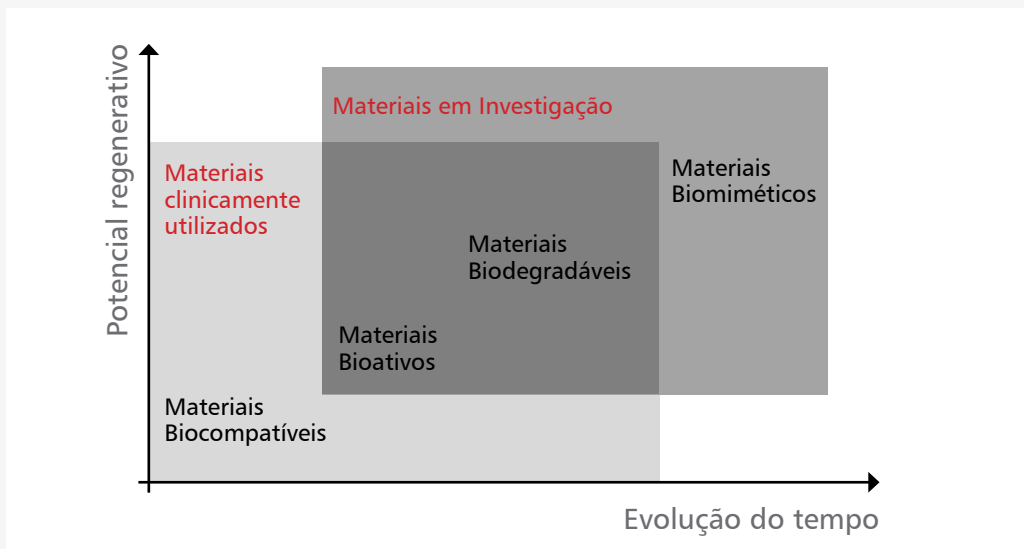 Potencial regenerativo
Materiais em Investigação
Materiais
clinicamente
utilizados
Materiais
Biomiméticos
Materiais
Biodegradáveis
Materiais
Bioativos
Materiais
Biocompatíveis
Evolução do tempo